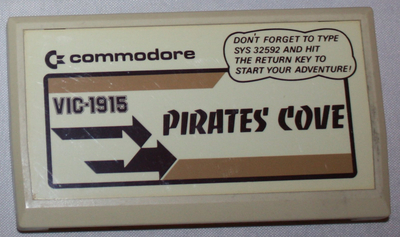 commodore
DON'T FORGET TO TYPE
SYS 32592 AND HIT
THE RETURN KEY TO
START YOUR ADVENTURE!
VIC-1915
PIRATES COVE